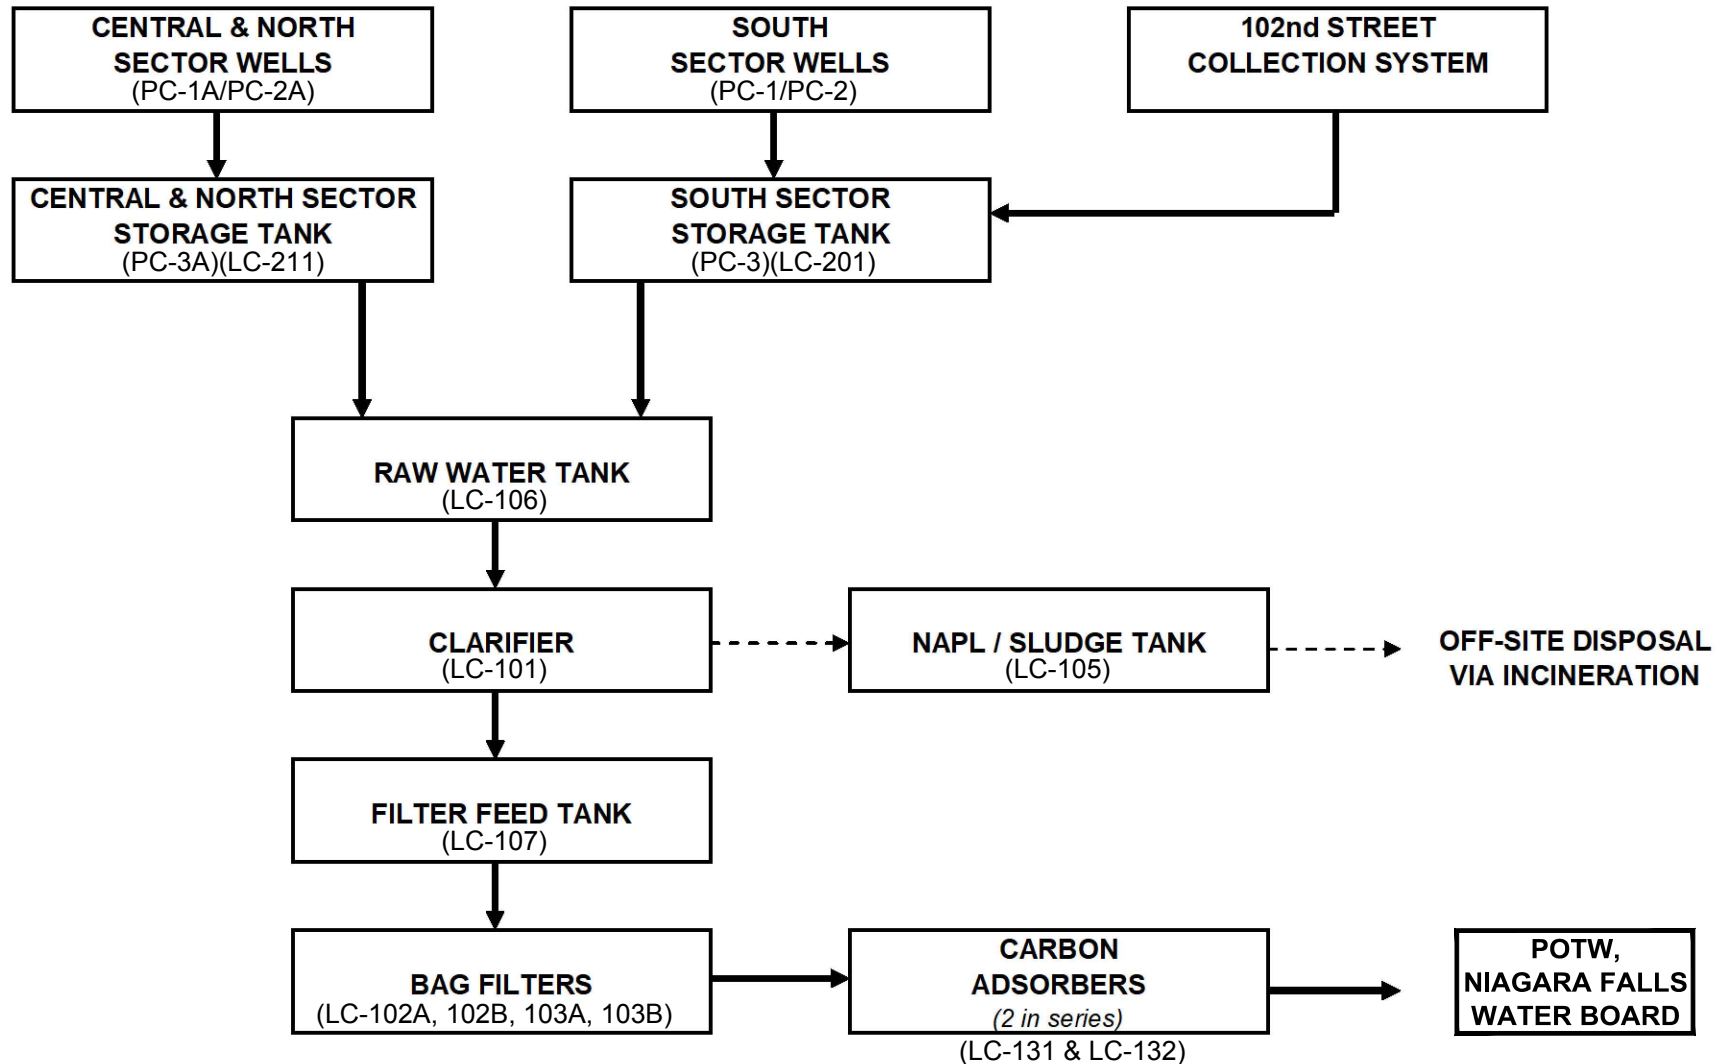 CENTRAL & NORTH
SECTOR WELLS
(PC-1A/PC-2A)
SOUTH
SECTOR WELLS
(PC-1/PC-2)
102nd STREET
COLLECTION SYSTEM
CENTRAL & NORTH SECTOR
STORAGE TANK
(PC-3A)(LC-211)
SOUTH SECTOR
STORAGE TANK
(PC-3)(LC-201)
RAW WATER TANK
(LC-106)
CLARIFIER
(LC-101)
NAPL / SLUDGE TANK
(LC-105)
OFF-SITE DISPOSAL
VIA INCINERATION
FILTER FEED TANK
(LC-107)
BAG FILTERS
(LC-102A, 102B, 103A, 103B)
CARBON
ADSORBERS
(2 in series)
(LC-131 & LC-132)
POTW,
NIAGARA FALLS
WATER BOARD